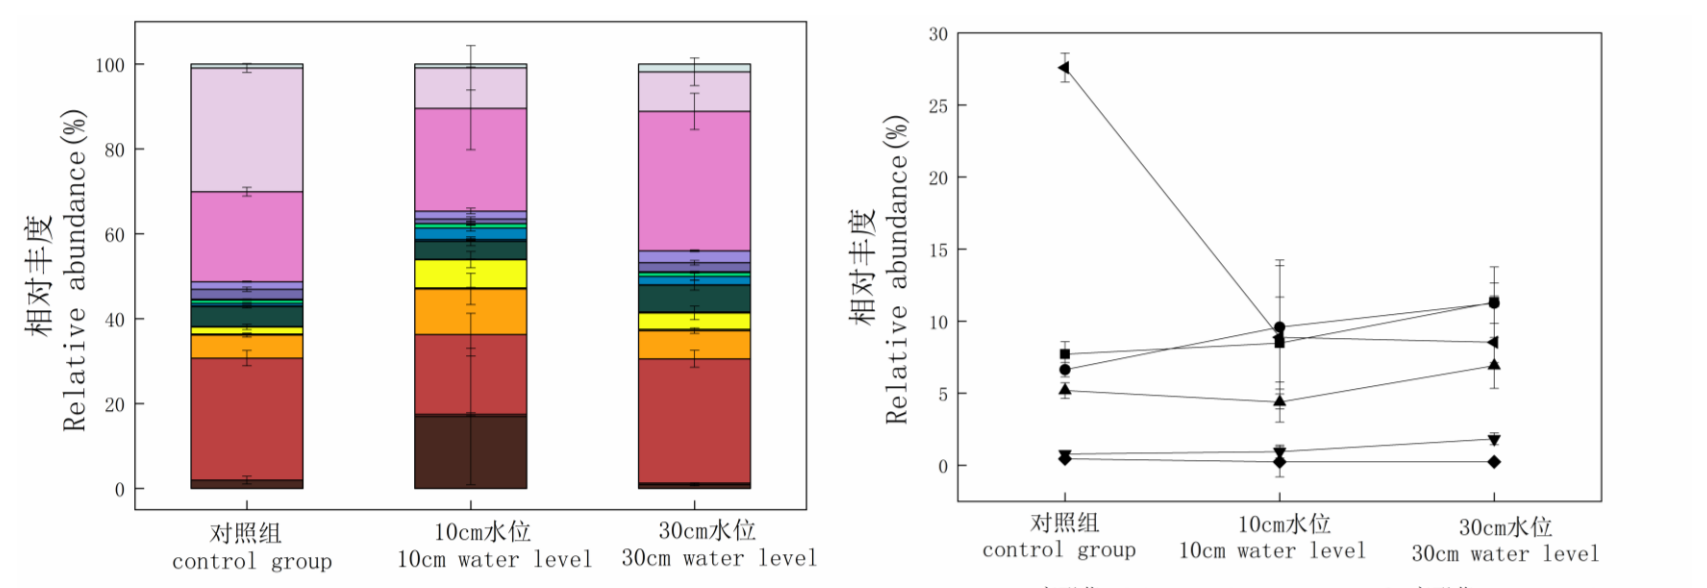 相对丰度
Relative abundance(%)
100
80
60
40
20
0
对照组
control group
10cm水位
10cm water level
30cm水位
30cm water level
相对丰度
Relative abundance(%)
30
25
20
15
10
5
0
对照组
control group
10cm水位
10cm water level
30cm水位
30cm water level